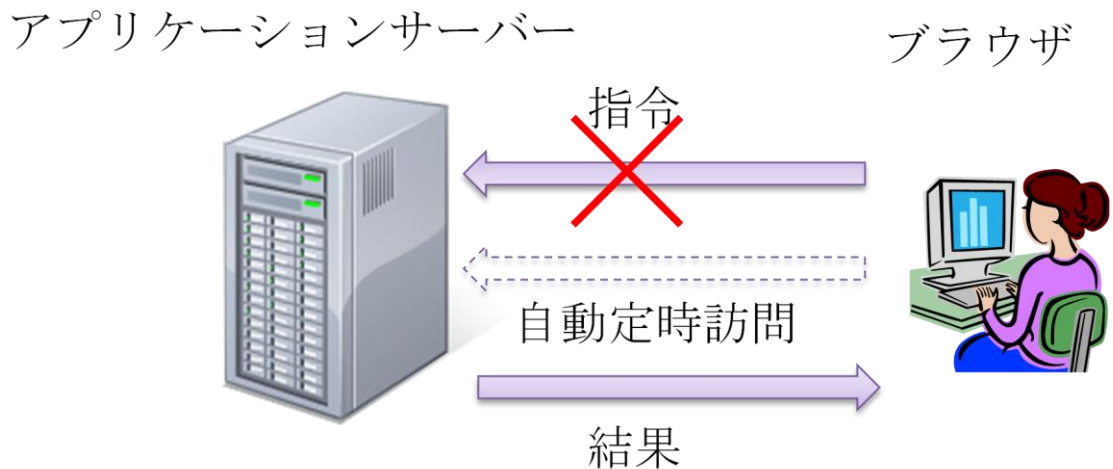 アプリケーションサーバー
ブラウザ
指令
自動定時訪問
結果